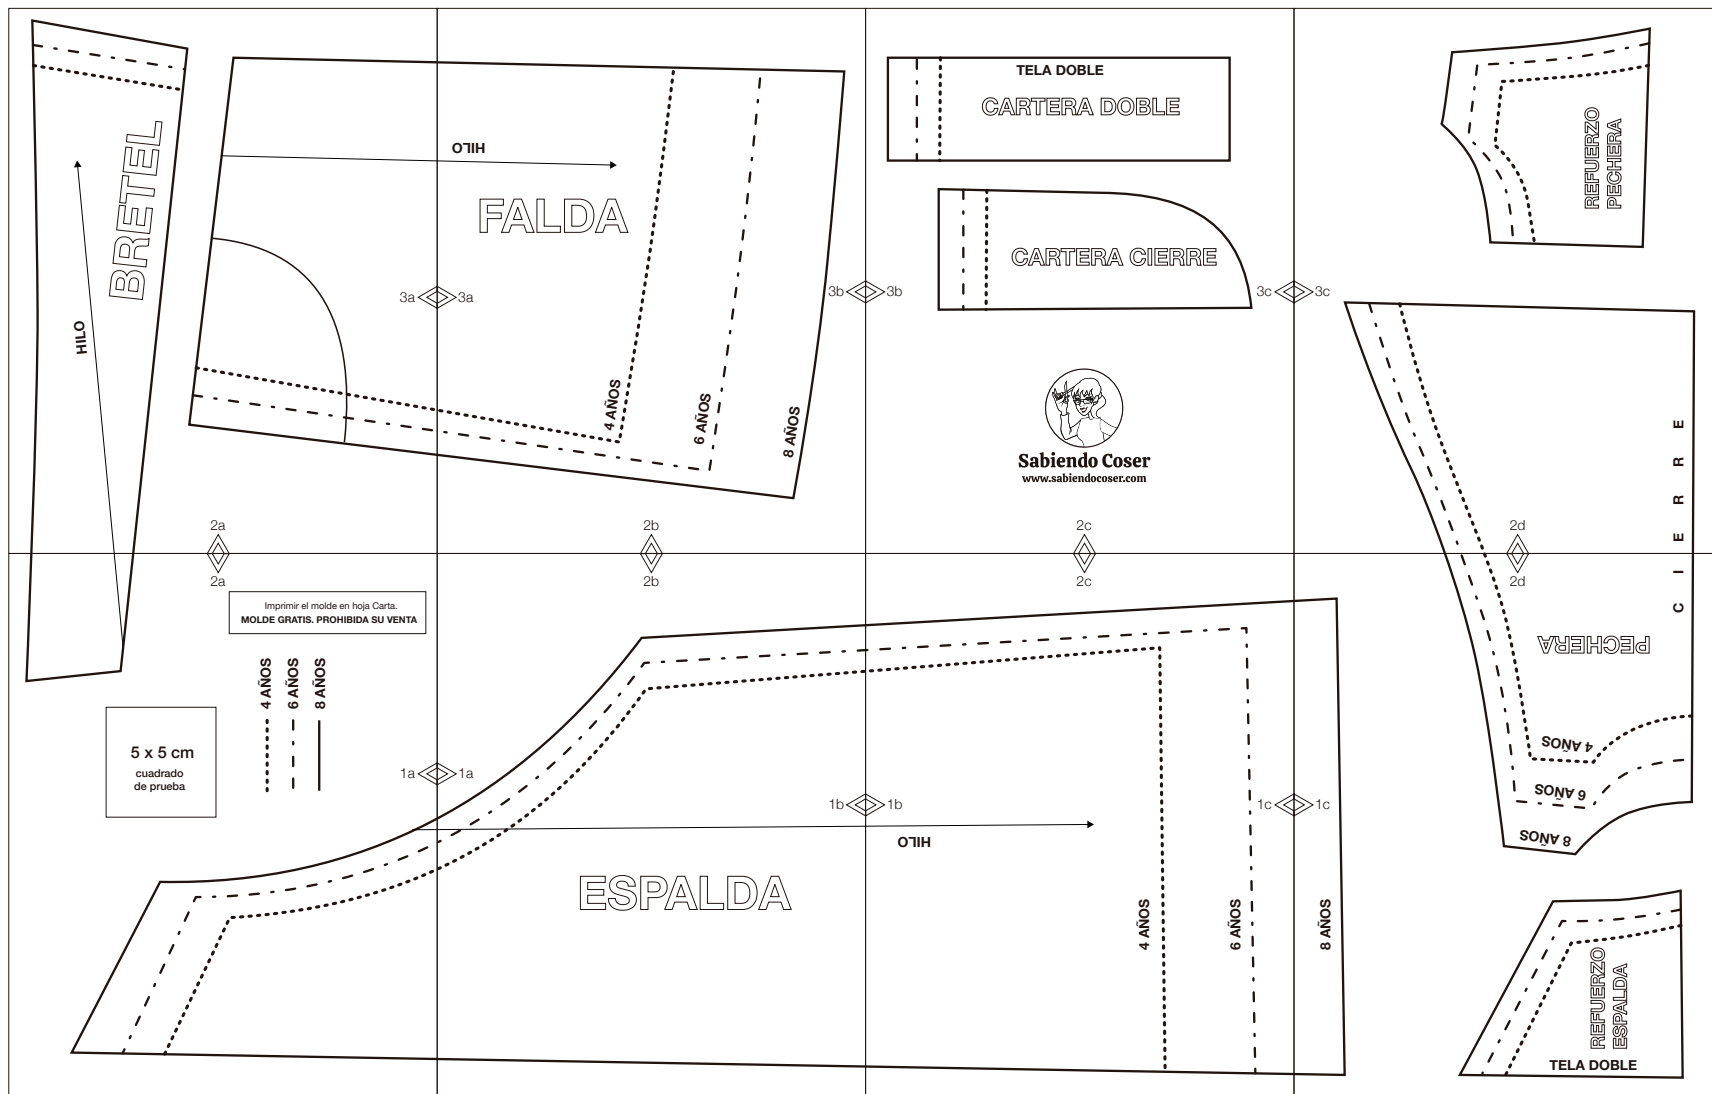 BRETEL
HILO
HILO
FALDA
4 AÑOS
6 AÑOS
8 AÑOS
TELA DOBLE
CARTERA DOBLE
CARTERA CIERRE
REFUERZO
PECHERA
3a
3a
3b
3b
3c
3c
Sabiendo Coser
www.sabiendocoser.com
2a
2a
2b
2b
2c
2c
2d
2d
CIERRE
PECHERA
4 AÑOS
6 AÑOS
8 AÑOS
Imprimir el molde en hoja Carta.
MOLDE GRATIS. PROHIBIDA SU VENTA
4 AÑOS
6 AÑOS
8 AÑOS
5 x 5 cm
cuadrado
de prueba
1a
1a
1b
1b
1c
1c
HILO
ESPALDA
4 AÑOS
6 AÑOS
8 AÑOS
REFUERZO
ESPALDA
TELA DOBLE